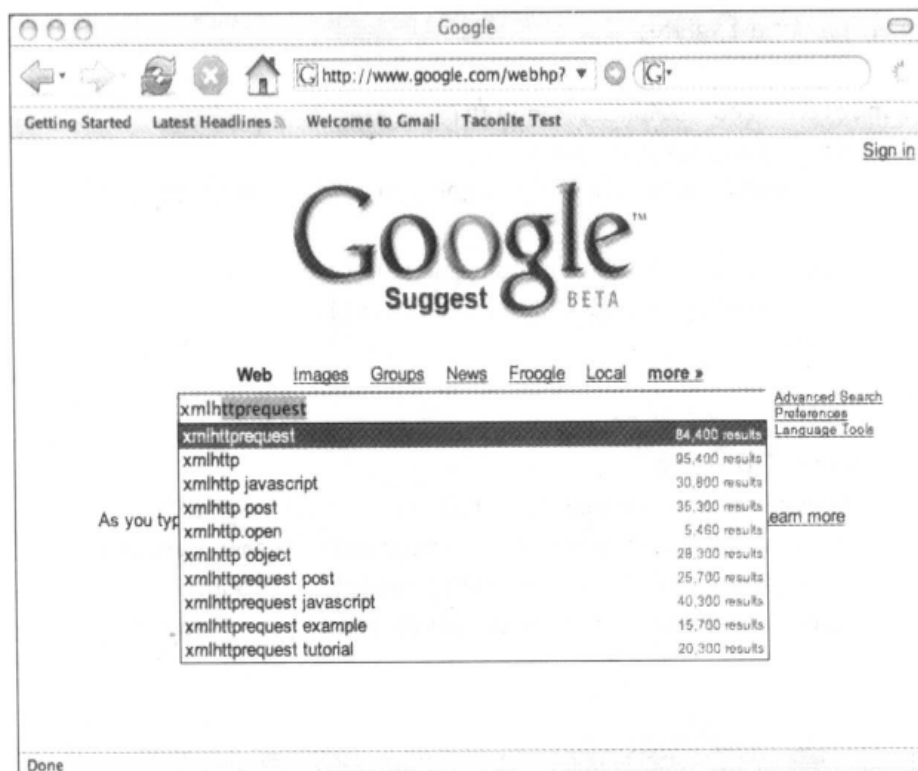 Google
http://www.google.com/webhp?
G
Getting Started Latest Headlines Welcome to Gmail Taconite Test
Sign in
Google™
Suggest BETA
Web Images Groups News Froogle Local more »
xmlhttprequest
Advanced Search
Preferences
Language Tools
xmlhttprequest 84,400 results
xmlhttp 95,400 results
xmlhttp javascript 30,800 results
xmlhttp post 35,300 results
xmlhttp.open 5,460 results
xmlhttp object 28,300 results
xmlhttprequest post 25,700 results
xmlhttprequest javascript 40,300 results
xmlhttprequest example 15,700 results
xmlhttprequest tutorial 20,300 results
As you typ
earn more
Done